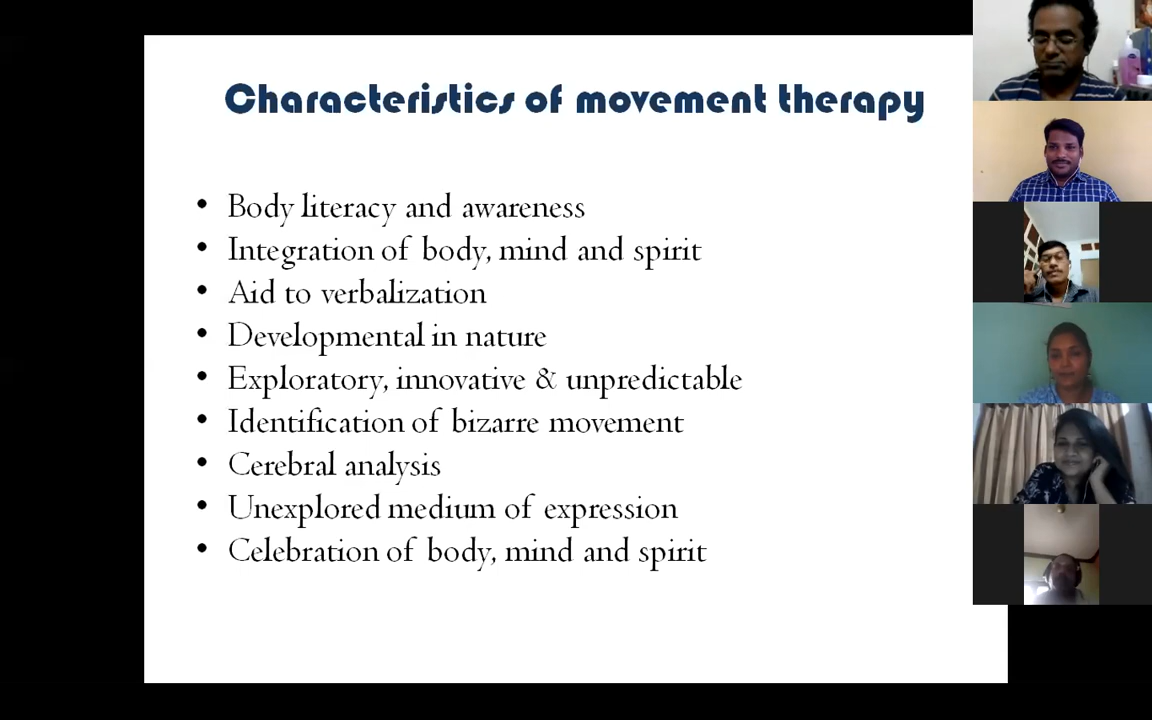 Characteristics of movement therapy
• Body literacy and awareness
• Integration of body, mind and spirit
• Aid to verbalization
• Developmental in nature
• Exploratory, innovative & unpredictable
• Identification of bizarre movement
• Cerebral analysis
• Unexplored medium of expression
• Celebration of body, mind and spirit